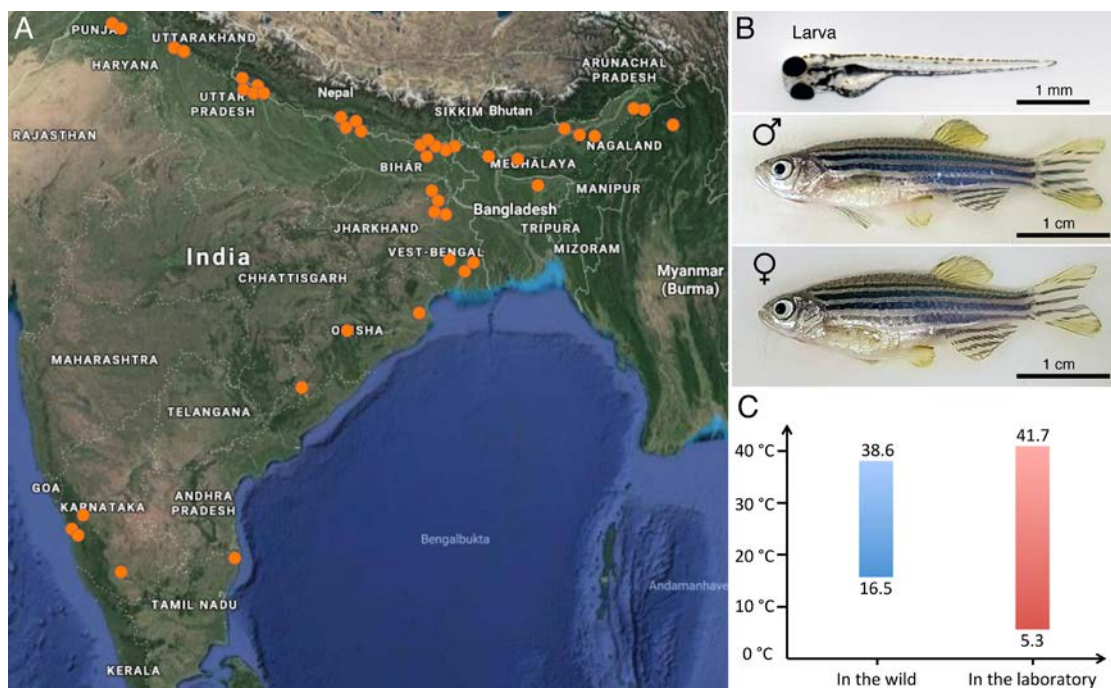 A
PUNJA
UTTARAKHAND
HARYANA
ARUNACHAL
PRADESH
Nepal
SIKKIM Bhutan
UTTAR
PRADESH
RAJASTHAN
NAGALAND
BIHAR
MEGHALAYA
MANIPUR
Bangladesh
JHARKHAND
TRIPURA
India
VEST-BENGAL
MIZORAM
CHHATTISGARH
Myanmar
(Burma)
ORISHA
MAHARASHTRA
TELANGANA
GOA
KARNATAKA
ANDHRA
PRADESH
Bengalbukta
Andamanhave
TAMIL NADU
KERALA
B
Larva
1 mm
♂
1 cm
♀
1 cm
C
40 °C
30 °C
20 °C
10 °C
0 °C
38.6
16.5
41.7
5.3
In the wild
In the laboratory